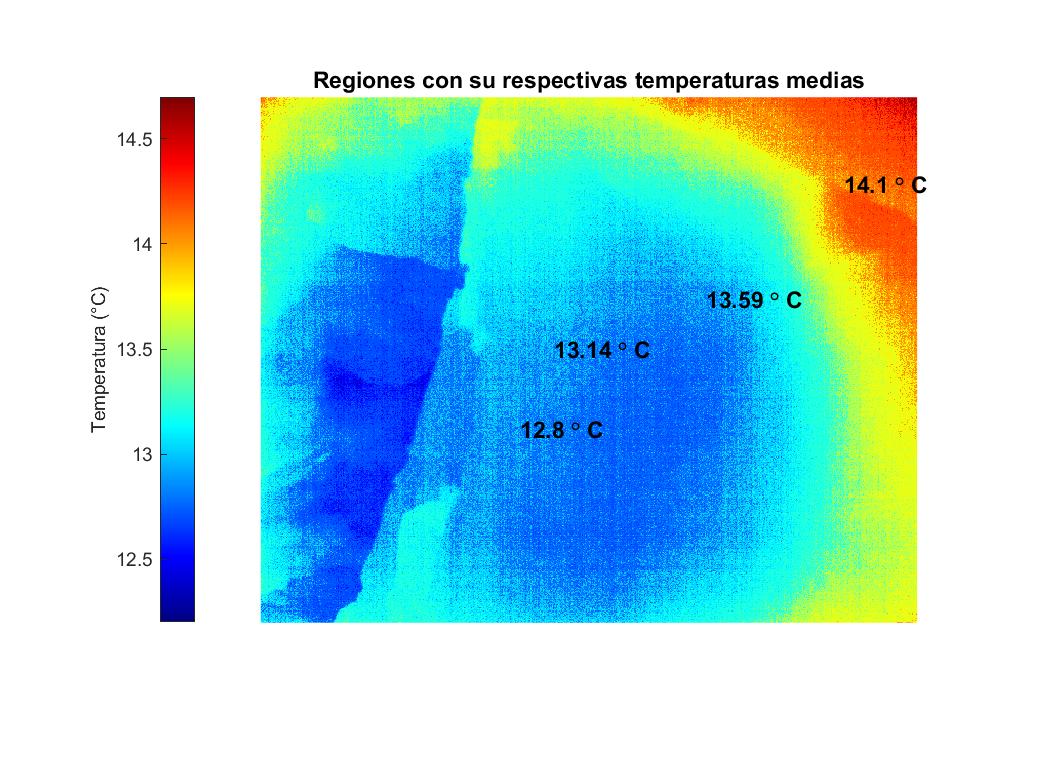 Regiones con su respectivas temperaturas medias
14.5
14
13.5
13
12.5
Temperatura (°C)
14.1 ° C
13.59 ° C
13.14 ° C
12.8 ° C